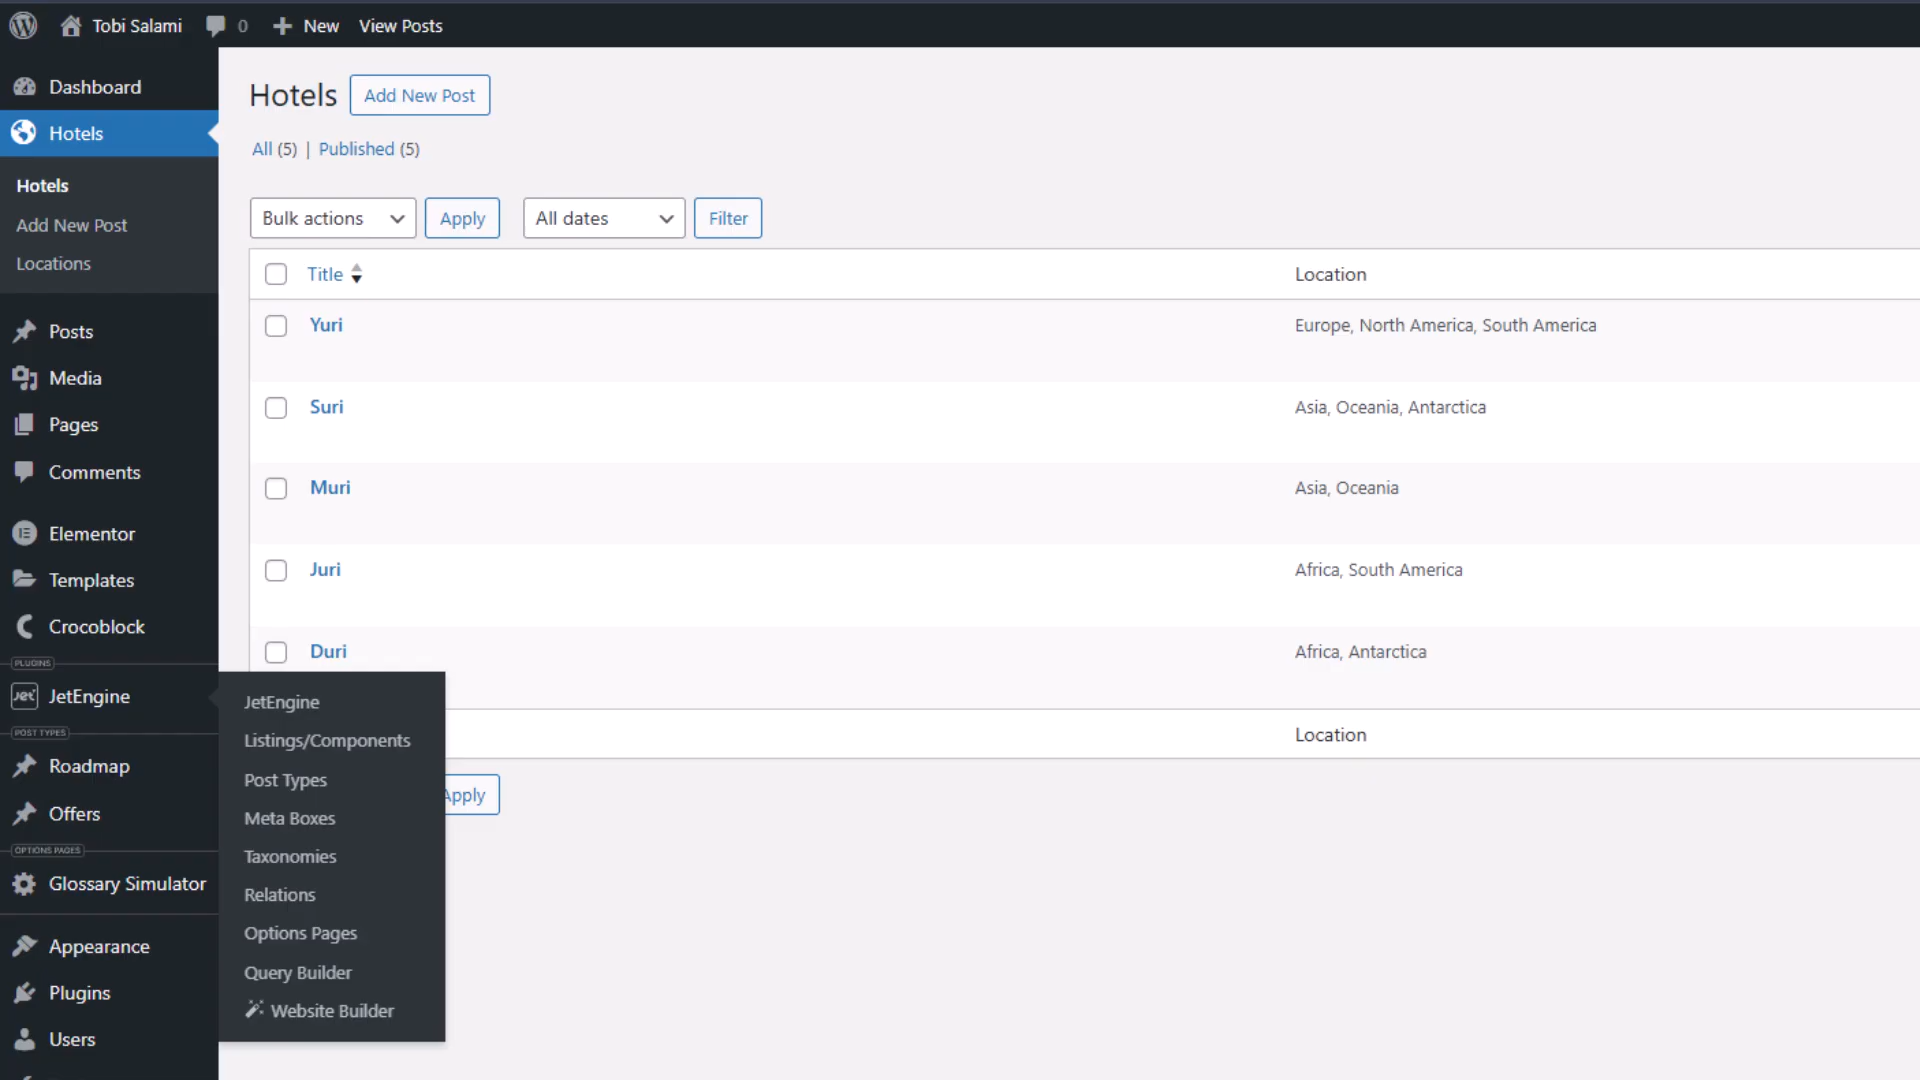 Tobi Salami 0 New View Posts
Dashboard
Hotels
Hotels
Add New Post
Locations
Posts
Media
Pages
Comments
Elementor
Templates
Crocoblock
PLUGINS
Jet JetEngine
POST TYPES
Roadmap
Offers
OPTIONS PAGES
Glossary Simulator
Appearance
Plugins
Users
JetEngine
Listings/Components
Post Types
Meta Boxes
Taxonomies
Relations
Options Pages
Query Builder
Website Builder
Hotels Add New Post
All (5) | Published (5)
Bulk actions Apply All dates Filter
Title Location
Yuri Europe, North America, South America
Suri Asia, Oceania, Antarctica
Muri Asia, Oceania
Juri Africa, South America
Duri Africa, Antarctica
Location
Apply